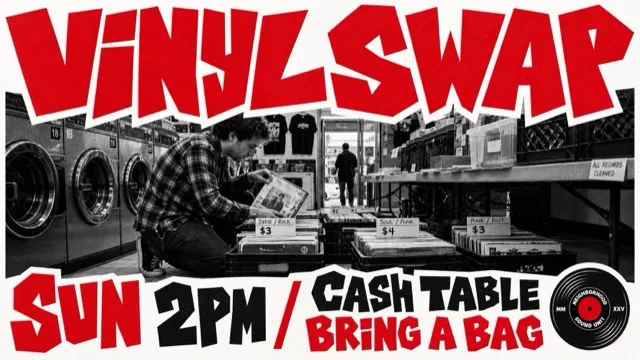 ViNYL SWAP
18
ALL RECORDS
CLEANED
INDIE / ROCK
$3
SOUL / FUNK
$4
PUNK / POST
$3
SUN 2PM / CASH TABLE
BRiNG A BAG
NEIGHBORHOOD
MM XXV
SOUND UNIT